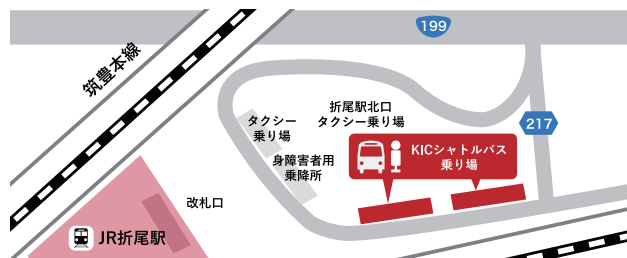 199
筑豊本線
タクシー
乗り場
折尾駅北口
タクシー乗り場
217
身障害者用
乗降所
KICシャトルバス
乗り場
改札口
JR折尾駅